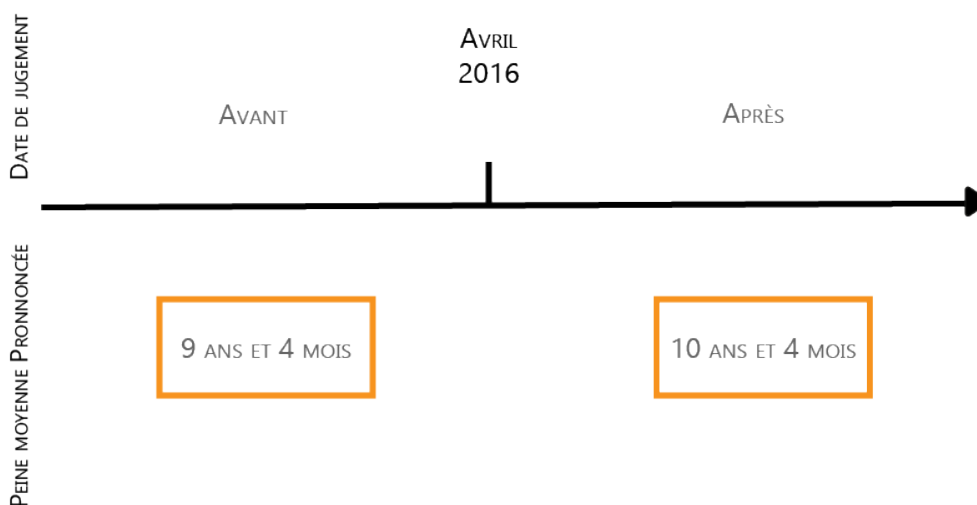 Date de jugement
Avril
2016
Avant
Après
Peine moyenne Pronnoncée
9 ans et 4 mois
10 ans et 4 mois